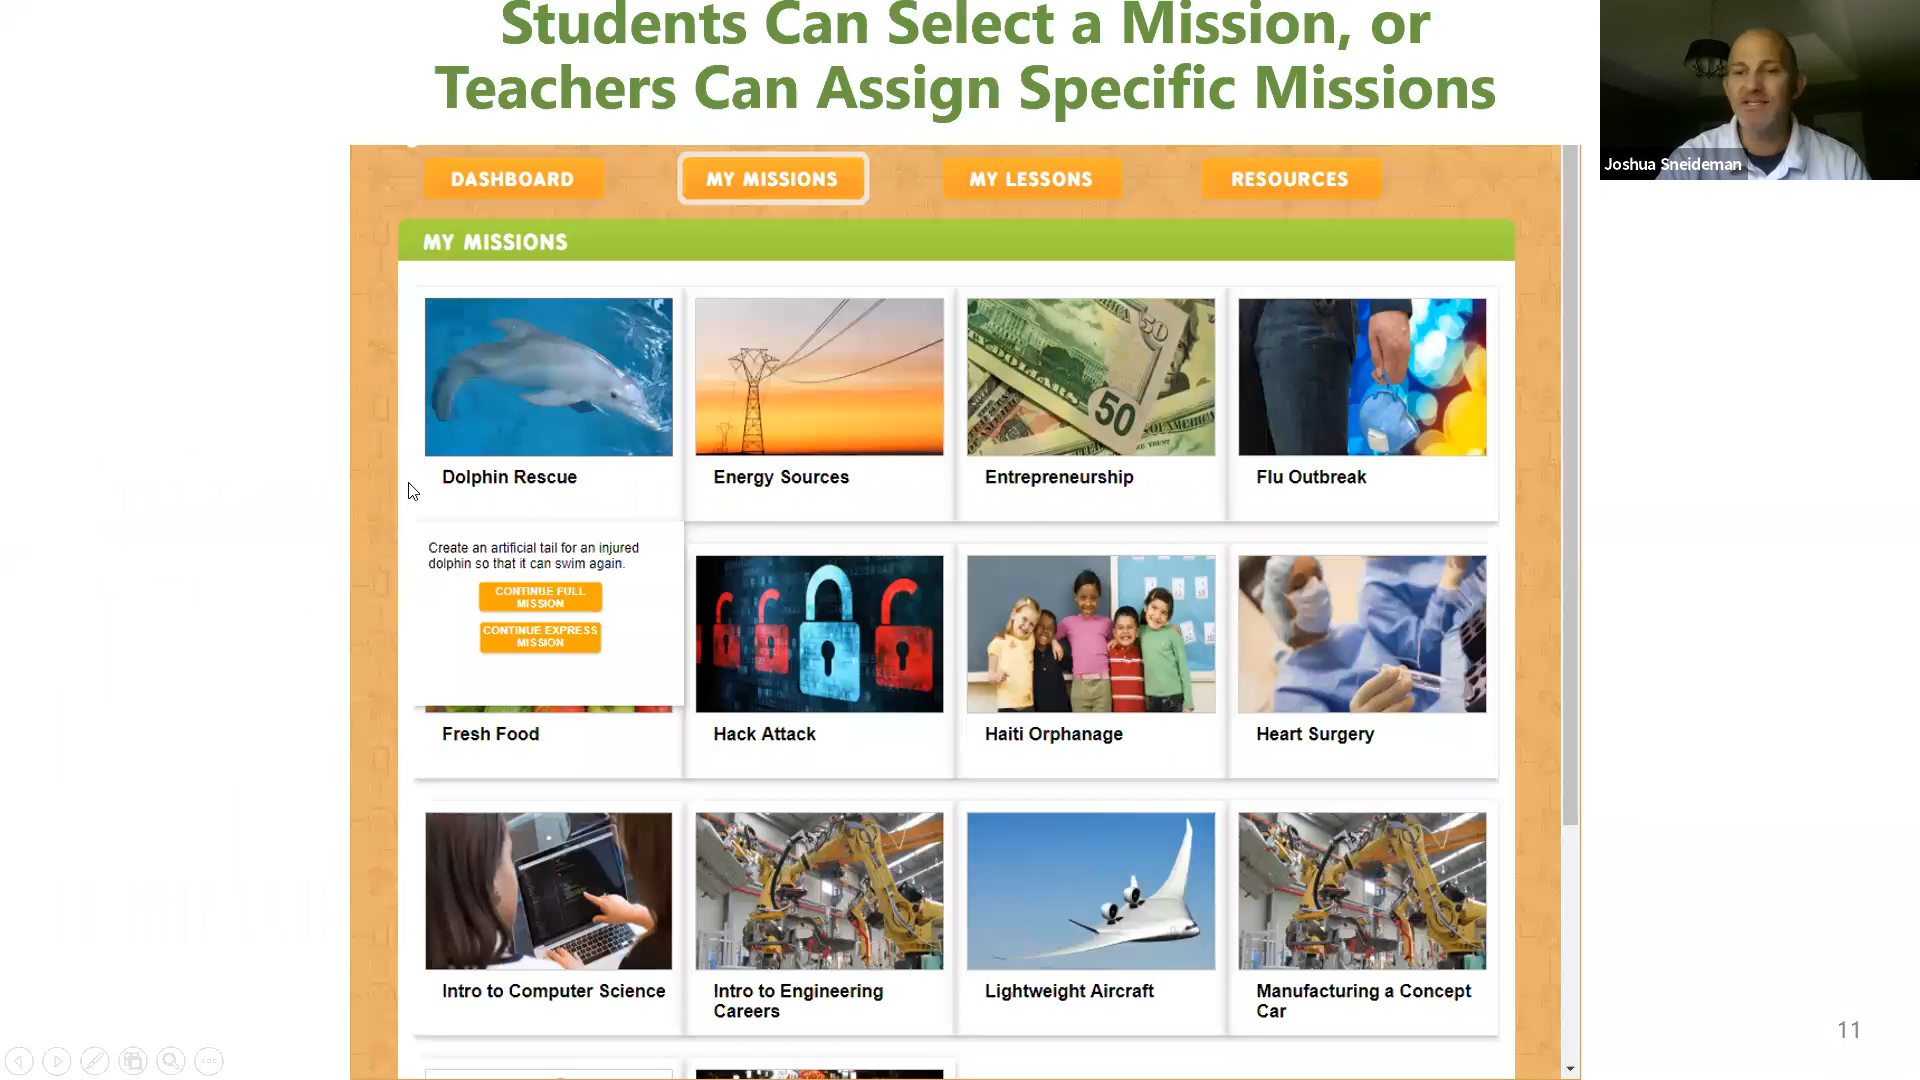 Students Can Select a Mission, or
Teachers Can Assign Specific Missions
Joshua Sneideman
DASHBOARD
MY MISSIONS
MY LESSONS
RESOURCES
MY MISSIONS
50
50
Dolphin Rescue
Energy Sources
Entrepreneurship
Flu Outbreak
Create an artificial tail for an injured
dolphin so that it can swim again.
CONTINUE FULL
MISSION
CONTINUE EXPRESS
MISSION
Fresh Food
Hack Attack
Haiti Orphanage
Heart Surgery
Intro to Computer Science
Intro to Engineering
Careers
Lightweight Aircraft
Manufacturing a Concept
Car
11